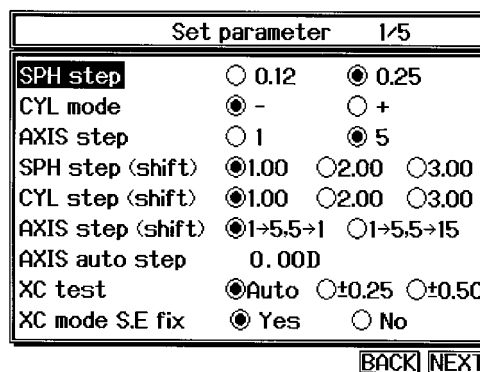 Set parameter 1/5
SPH step 0.12 0.25
CYL mode - +
AXIS step 1 5
SPH step (shift) 1.00 2.00 3.00
CYL step (shift) 1.00 2.00 3.00
AXIS step (shift) 1→5,5→1 1→5,5→15
AXIS auto step 0.00D
XC test Auto ±0.25 ±0.50
XC mode S.E fix Yes No
BACK NEXT